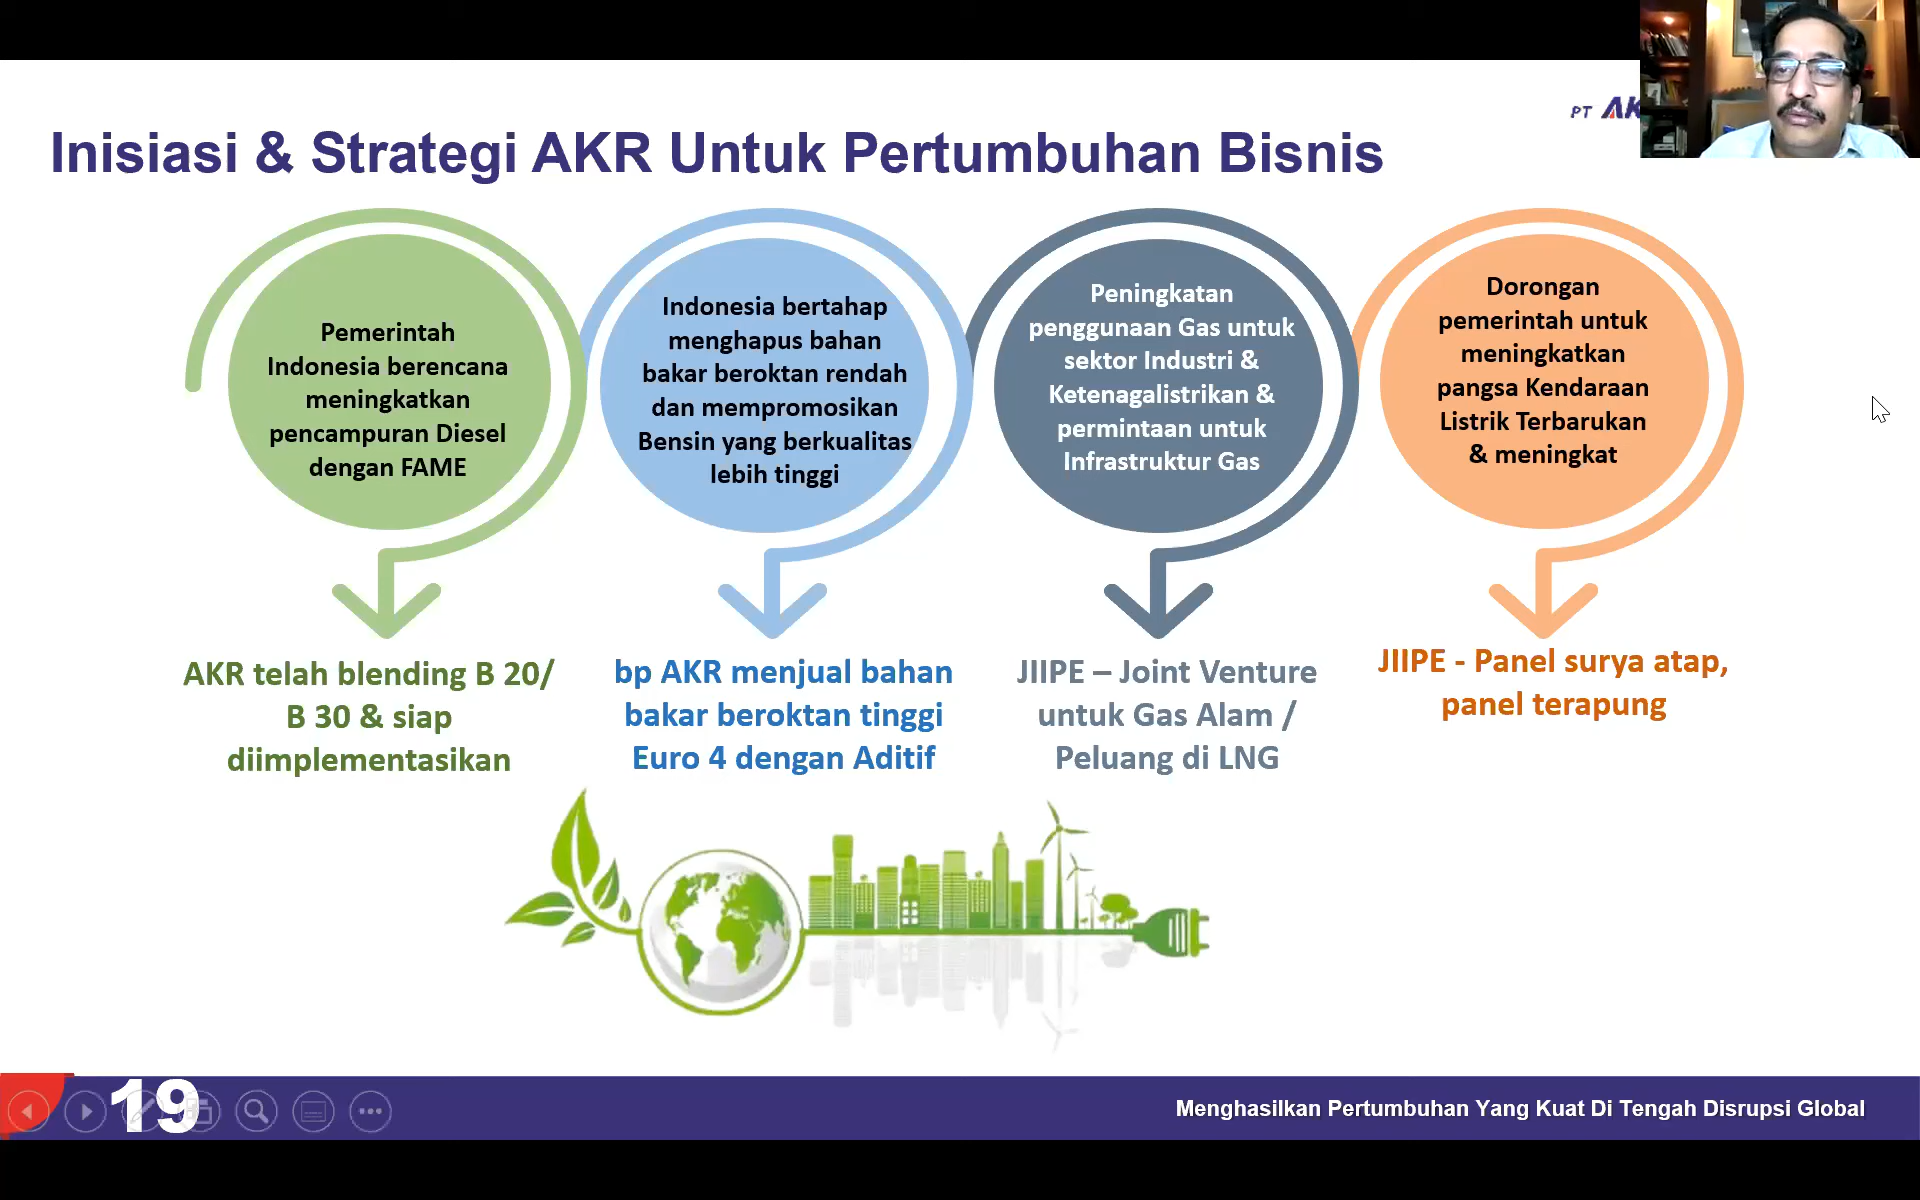 PT AK
Inisiasi & Strategi AKR Untuk Pertumbuhan Bisnis
Pemerintah
Indonesia berencana
meningkatkan
pencampuran Diesel
dengan FAME
Indonesia bertahap
menghapus bahan
bakar beroktan rendah
dan mempromosikan
Bensin yang berkualitas
lebih tinggi
Peningkatan
penggunaan Gas untuk
sektor Industri &
Ketenagalistrikan &
permintaan untuk
Infrastruktur Gas
Dorongan
pemerintah untuk
meningkatkan
pangsa Kendaraan
Listrik Terbarukan
& meningkat
AKR telah blending B 20/
B 30 & siap
diimplementasikan
bp AKR menjual bahan
bakar beroktan tinggi
Euro 4 dengan Aditif
JIIPE – Joint Venture
untuk Gas Alam /
Peluang di LNG
JIIPE - Panel surya atap,
panel terapung
19
Menghasilkan Pertumbuhan Yang Kuat Di Tengah Disrupsi Global